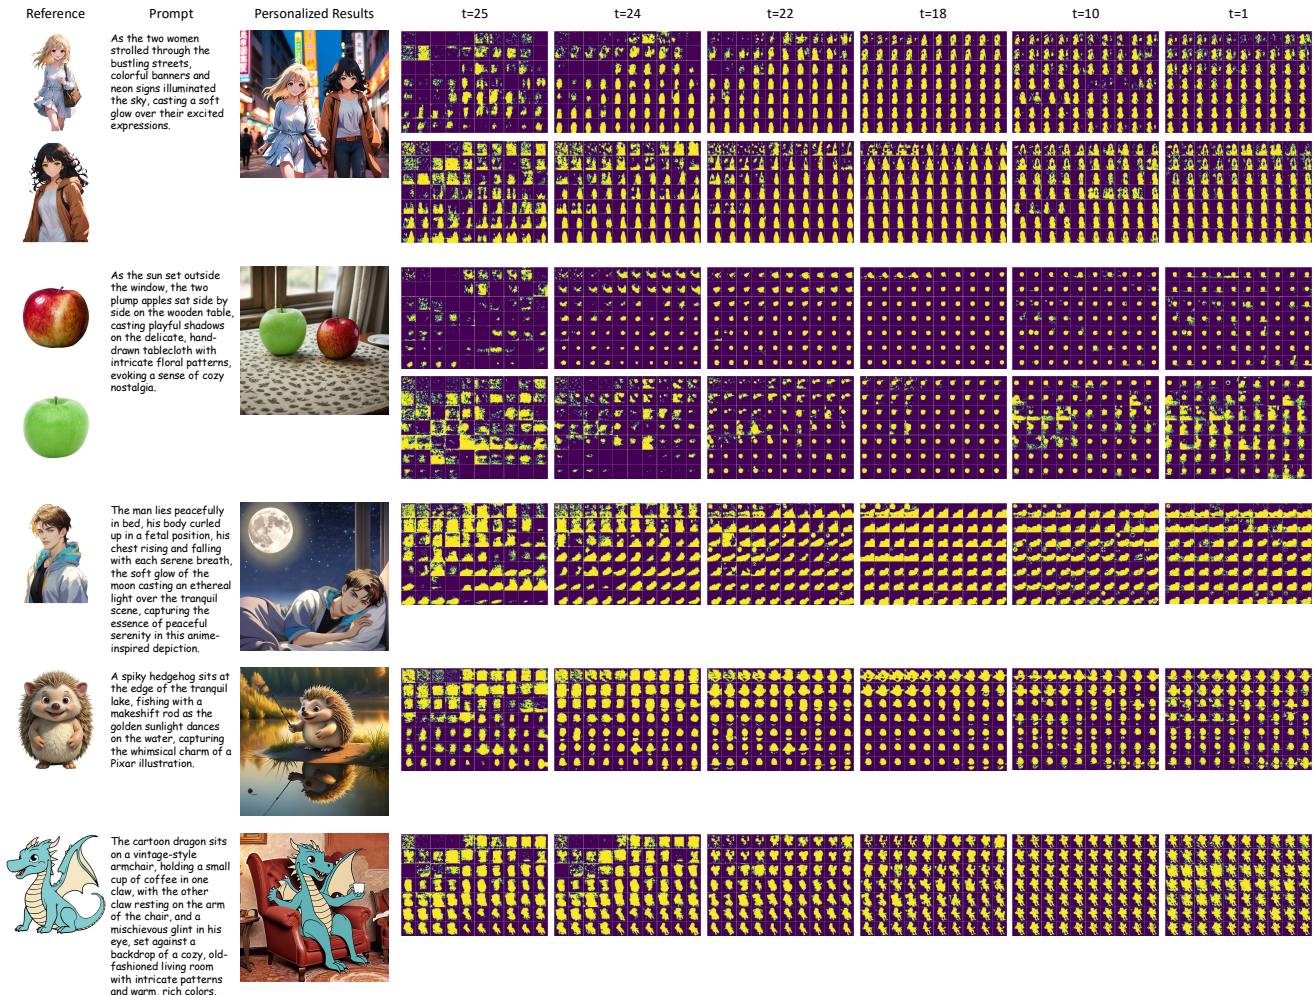 Reference Prompt Personalized Results t=25 t=24 t=22 t=18 t=10 t=1
As the two women
strolled through the
bustling streets,
colorful banners and
neon signs illuminated
the sky, casting a soft
glow over their excited
expressions.
As the sun set outside
the window, the two
plump apples sat side by
side on the wooden table,
casting playful shadows
on the delicate, hand-
drawn tablecloth with
intricate floral patterns,
evoking a sense of cozy
nostalgia.
The man lies peacefully
in bed, his body curled
up in a fetal position, his
chest rising and falling
with each serene breath,
the soft glow of the
moon casting an ethereal
light over the tranquil
scene, capturing the
essence of peaceful
serenity in this anime-
inspired depiction.
A spiky hedgehog sits at
the edge of the tranquil
lake, fishing with a
makeshift rod as the
golden sunlight dances
on the water, capturing
the whimsical charm of a
Pixar illustration.
The cartoon dragon sits
on a vintage-style
armchair, holding a small
cup of coffee in one
claw, with the other
claw resting on the arm
of the chair, and a
mischievous glint in his
eye, set against a
backdrop of a cozy, old-
fashioned living room
with intricate patterns
and warm, rich colors.